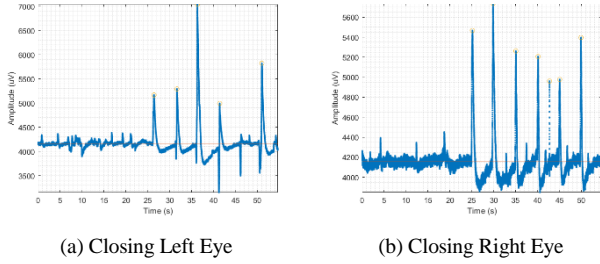 7000
6500
6000
5500
5000
4500
4000
3500
Amplitude (uV)
0 5 10 15 20 25 30 35 40 45 50
Time (s)
(a) Closing Left Eye
5600
5400
5200
5000
4800
4600
4400
4200
4000
Amplitude (uV)
0 5 10 15 20 25 30 35 40 45 50
Time (s)
(b) Closing Right Eye